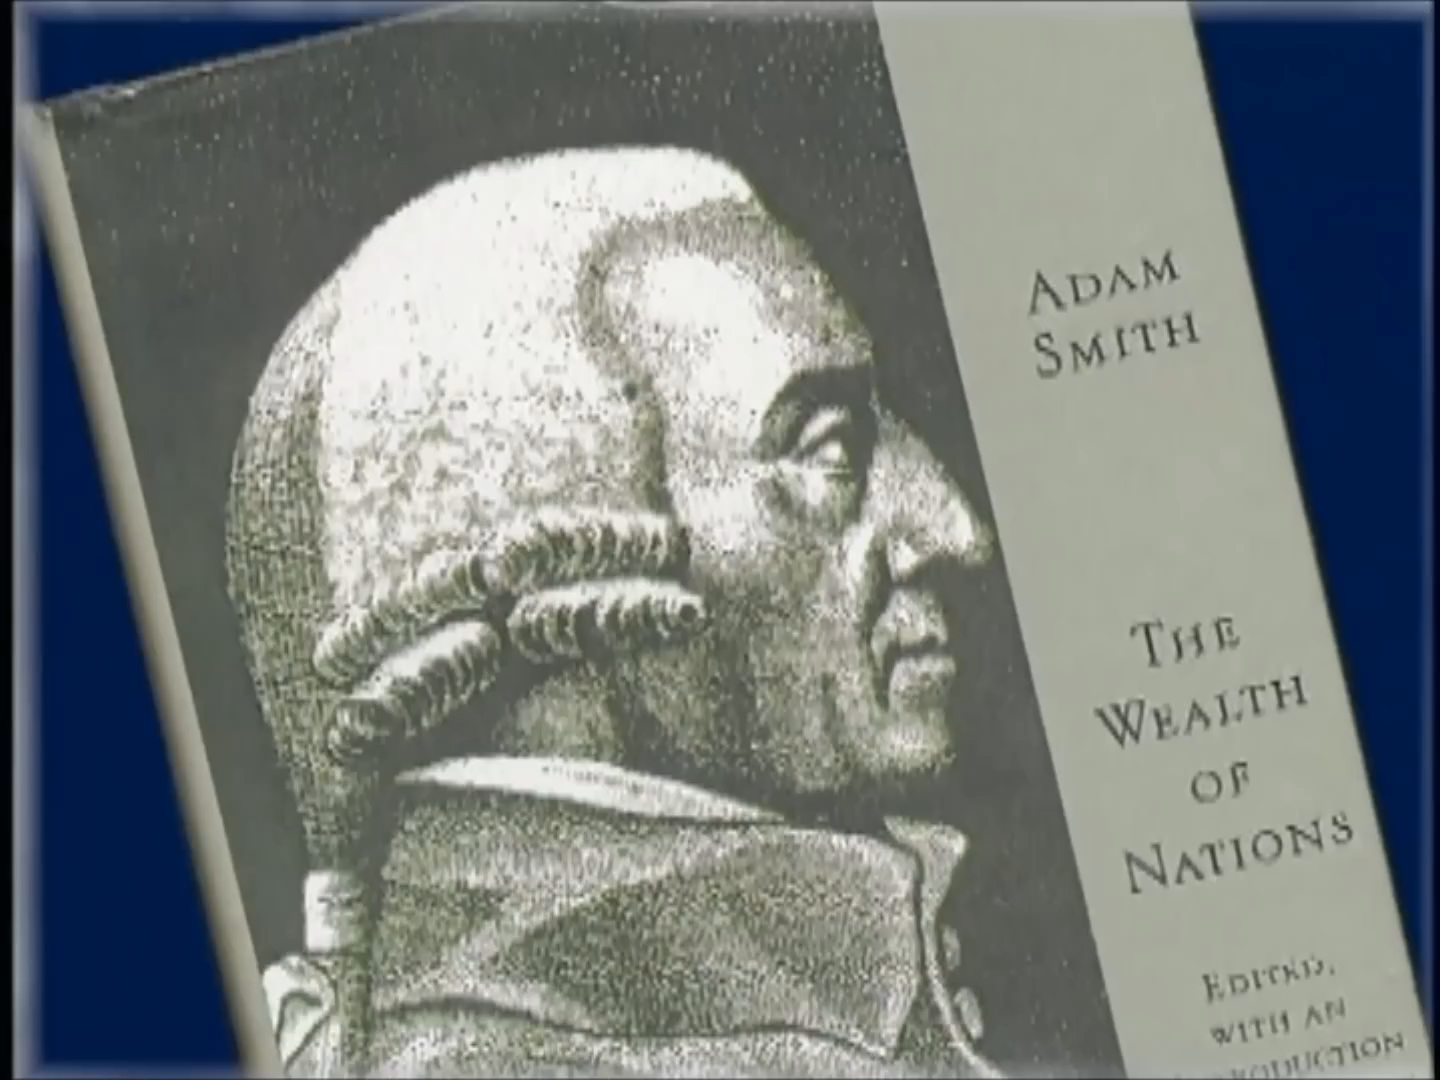 ADAM
SMITH
THE
WEALTH
OF
NATIONS
EDITED,
WITH AN